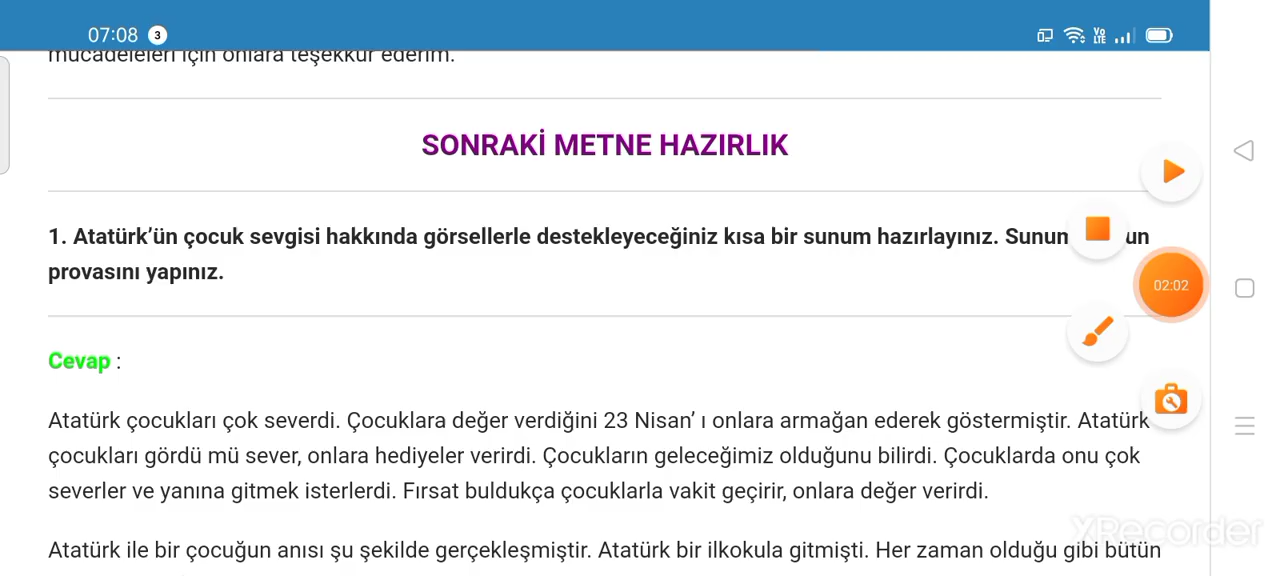 07:08 3
VoLTE
mücadeleleri için onlara teşekkür ederim.
SONRAKİ METNE HAZIRLIK
1. Atatürk’ün çocuk sevgisi hakkında görsellerle destekleyeceğiniz kısa bir sunum hazırlayınız. Sunum un
provasını yapınız.
02:02
Cevap :
Atatürk çocukları çok severdi. Çocuklara değer verdiğini 23 Nisan’ ı onlara armağan ederek göstermiştir. Atatürk
çocukları gördü mü sever, onlara hediyeler verirdi. Çocukların geleceğimiz olduğunu bilirdi. Çocuklarda onu çok
severler ve yanına gitmek isterlerdi. Fırsat buldukça çocuklarla vakit geçirir, onlara değer verirdi.
XRecorder
Atatürk ile bir çocuğun anısı şu şekilde gerçekleşmiştir. Atatürk bir ilkokula gitmişti. Her zaman olduğu gibi bütün